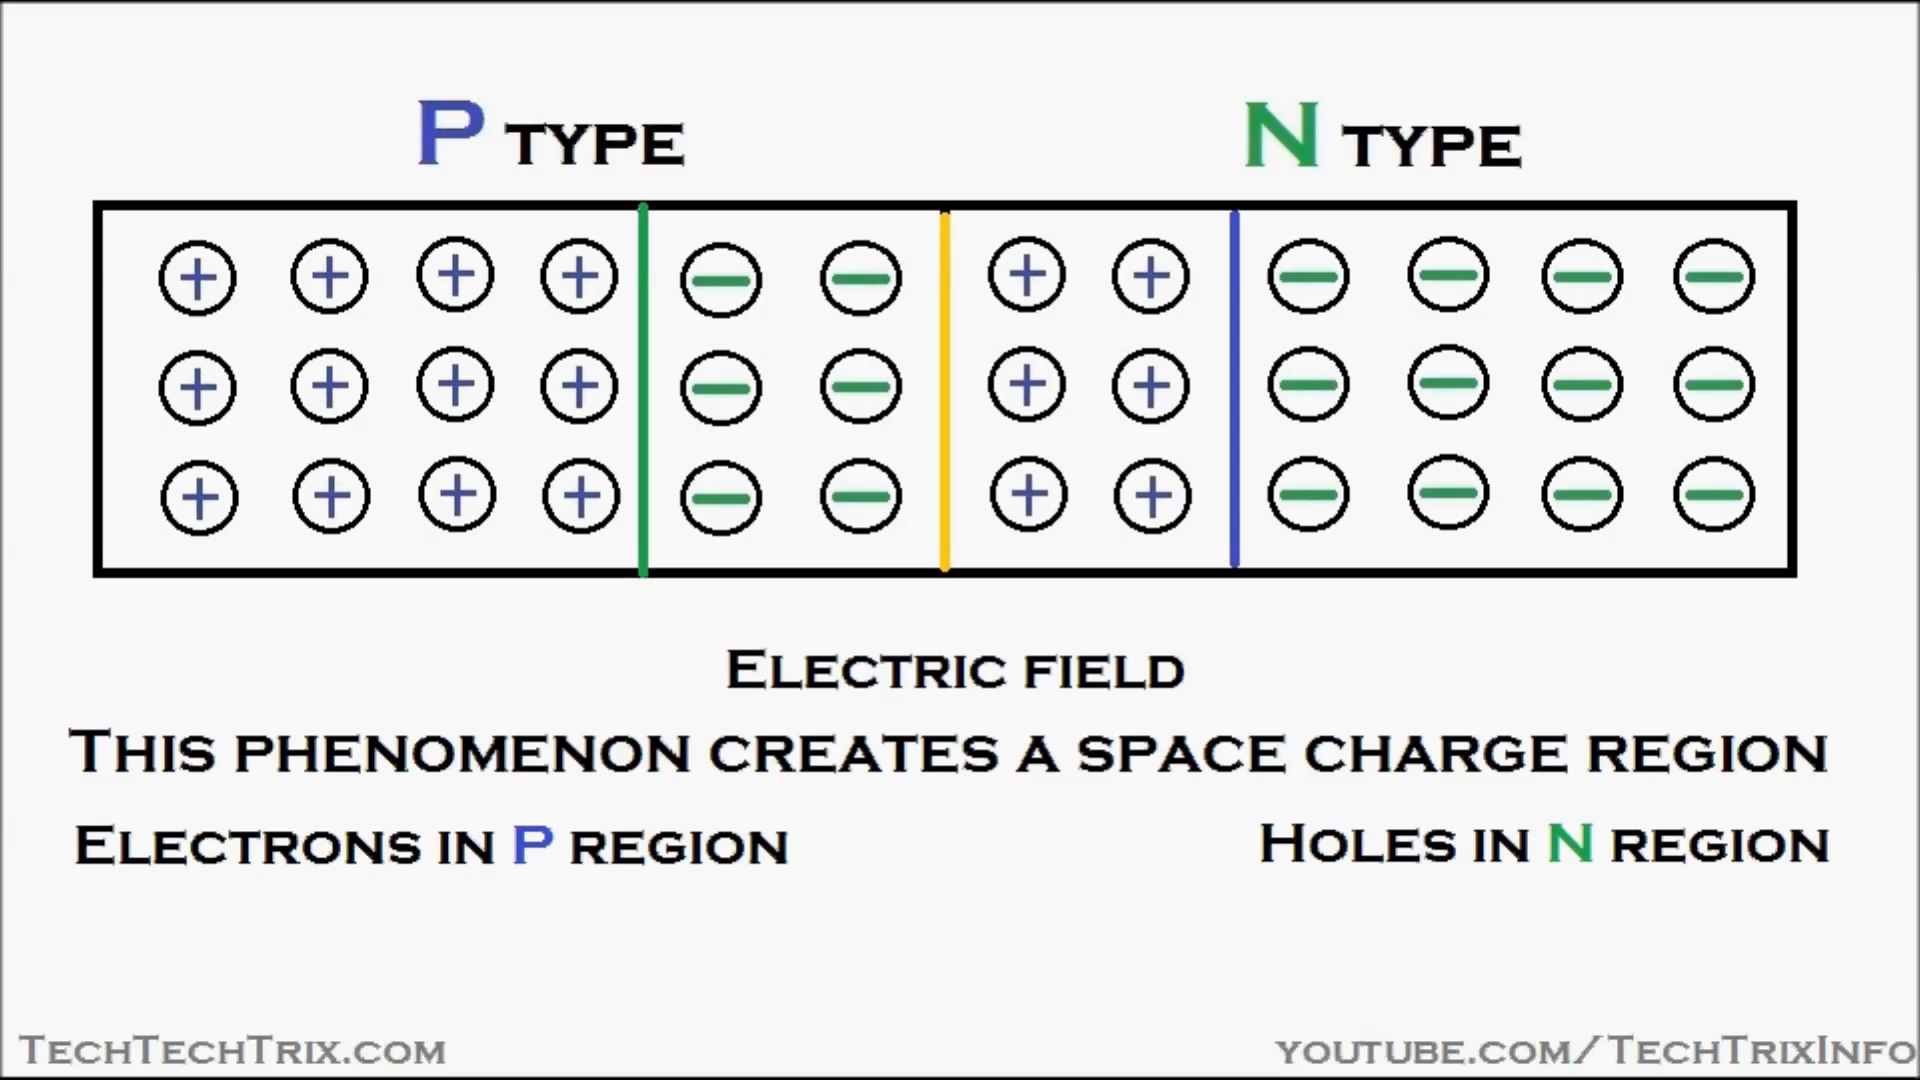 P TYPE
N TYPE
ELECTRIC FIELD
THIS PHENOMENON CREATES A SPACE CHARGE REGION
ELECTRONS IN P REGION
HOLES IN N REGION
TECHTECHTRIX.COM
YOUTUBE.COM/TECHTRIXINFO